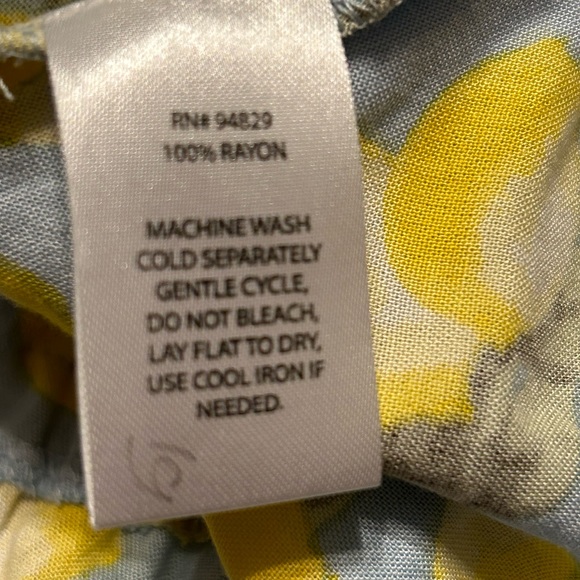 RN# 94829
100% RAYON
MACHINE WASH
COLD SEPARATELY
GENTLE CYCLE,
DO NOT BLEACH,
LAY FLAT TO DRY,
USE COOL IRON IF
NEEDED.